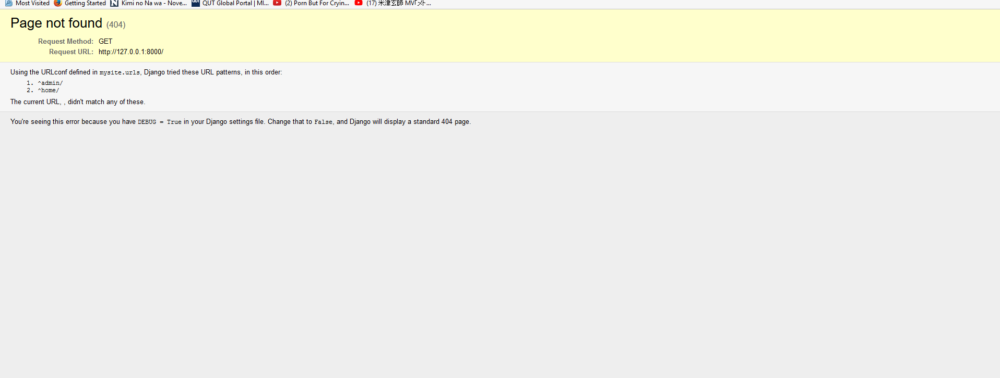 Most Visited Getting Started Kimi no Na wa - Nove... QUT Global Portal | MI... (2) Porn But For Cryin... (17) 米津玄師 MV「メト...
Page not found (404)
Request Method: GET
Request URL: http://127.0.0.1:8000/
Using the URLconf defined in mysite.urls, Django tried these URL patterns, in this order:
1. ^admin/
2. ^home/
The current URL, , didn't match any of these.
You're seeing this error because you have DEBUG = True in your Django settings file. Change that to False, and Django will display a standard 404 page.